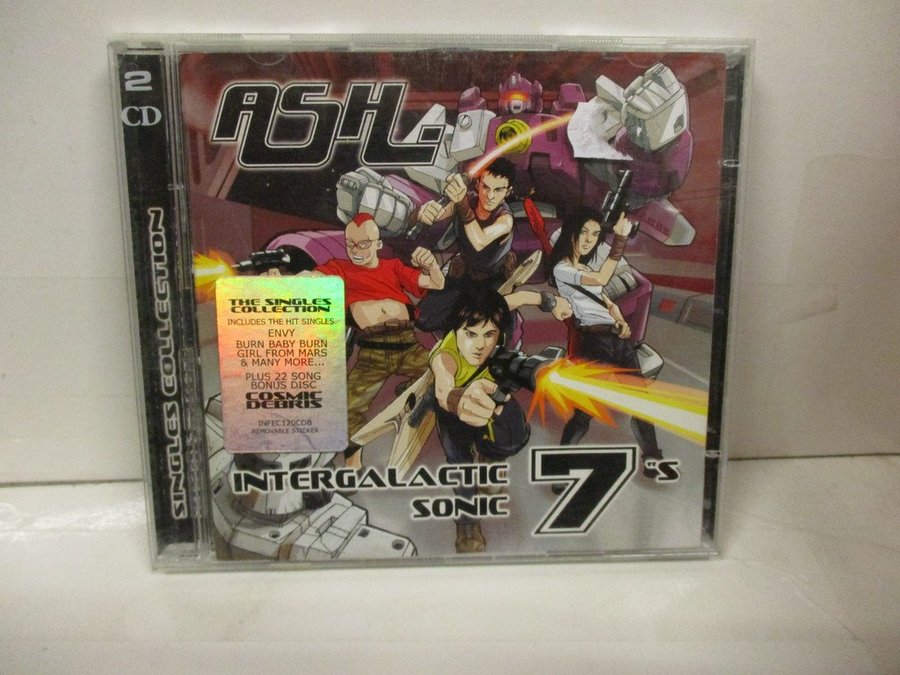 2
CD
SINGLES COLLECTION
ASH.
THE SINGLES
COLLECTION
INCLUDES THE HIT SINGLES
ENVY
BURN BABY BURN
GIRL FROM MARS
& MANY MORE...
PLUS 22 SONG
BONUS DISC
COSMIC
DEBRIS
INFEC120CDB
REMOVABLE STICKER
INTERGALACTIC
SONIC 7"S